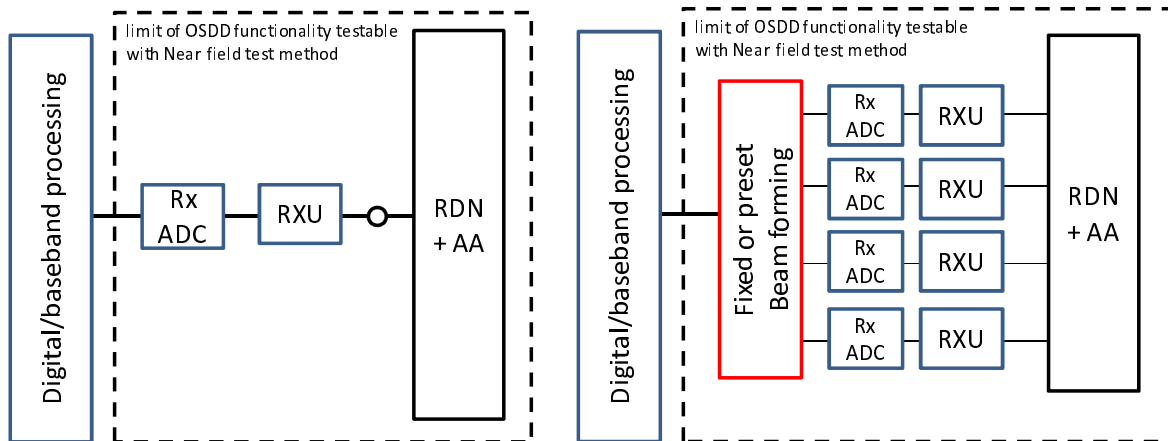 limit of OSDD functionality testable
with Near field test method
Digital/baseband processing
Rx
ADC
RXU
RDN
+ AA
limit of OSDD functionality testable
with Near field test method
Digital/baseband processing
Fixed or preset
Beam forming
Rx
ADC
RXU
Rx
ADC
RXU
Rx
ADC
RXU
Rx
ADC
RXU
RDN
+ AA